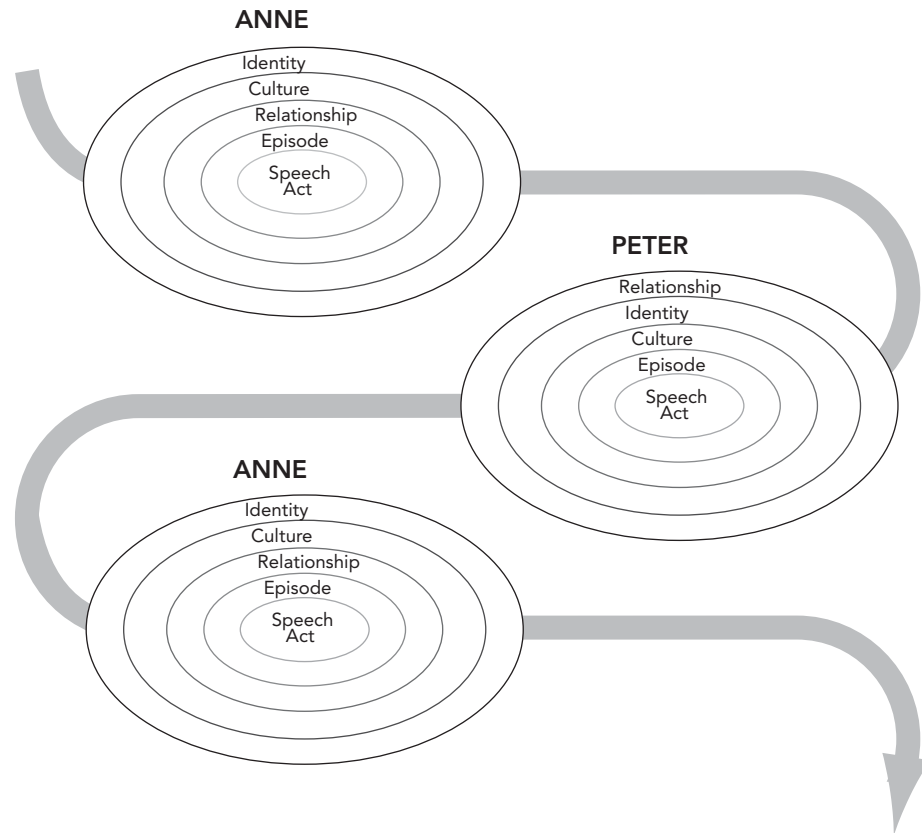 ANNE
Identity
Culture
Relationship
Episode
Speech
Act
PETER
Relationship
Identity
Culture
Episode
Speech
Act
ANNE
Identity
Culture
Relationship
Episode
Speech
Act